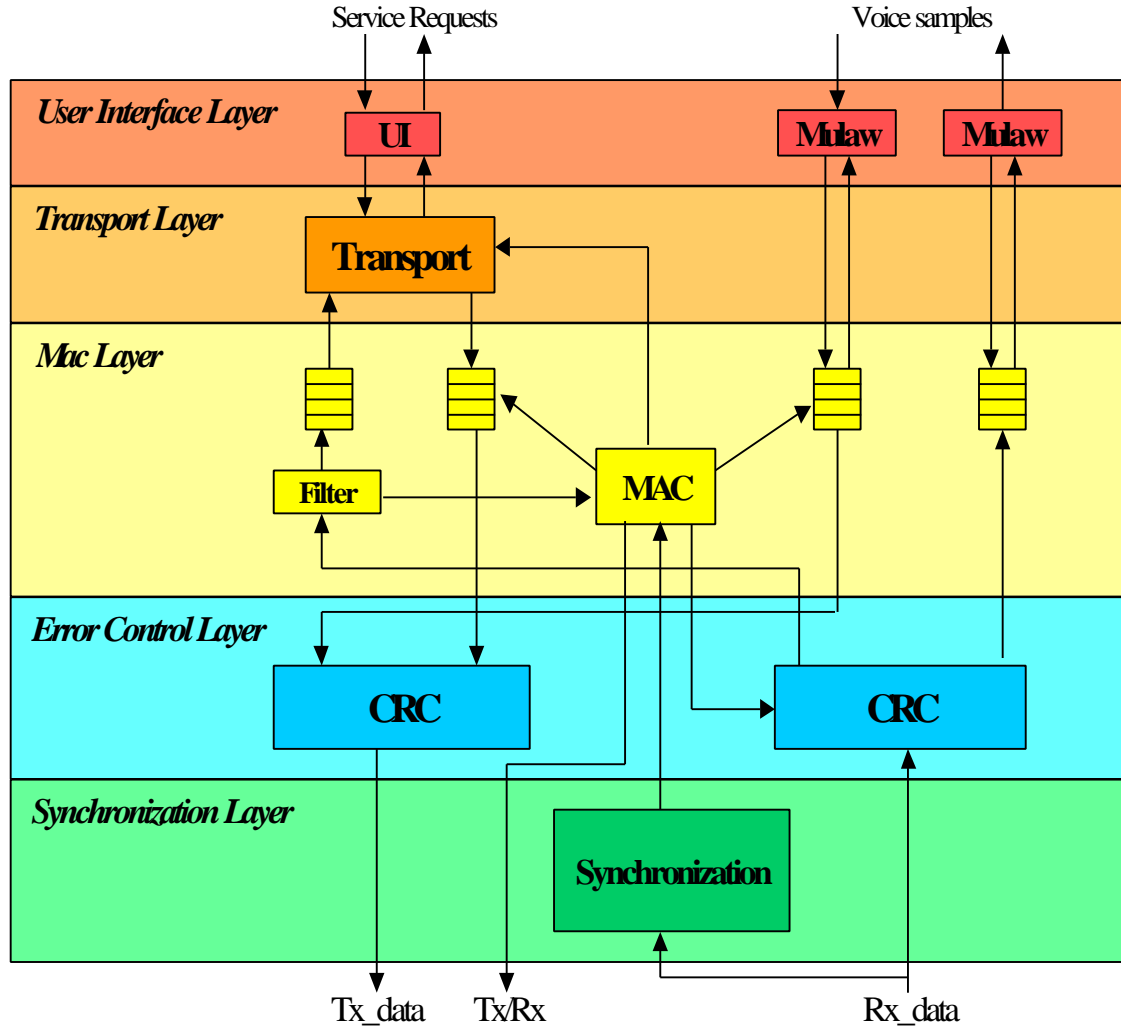 Service Requests
Voice samples
User Interface Layer
UI
Mulaw
Mulaw
Transport Layer
Transport
Mac Layer
Filter
MAC
Error Control Layer
CRC
CRC
Synchronization Layer
Synchronization
Tx_data
Tx/Rx
Rx_data